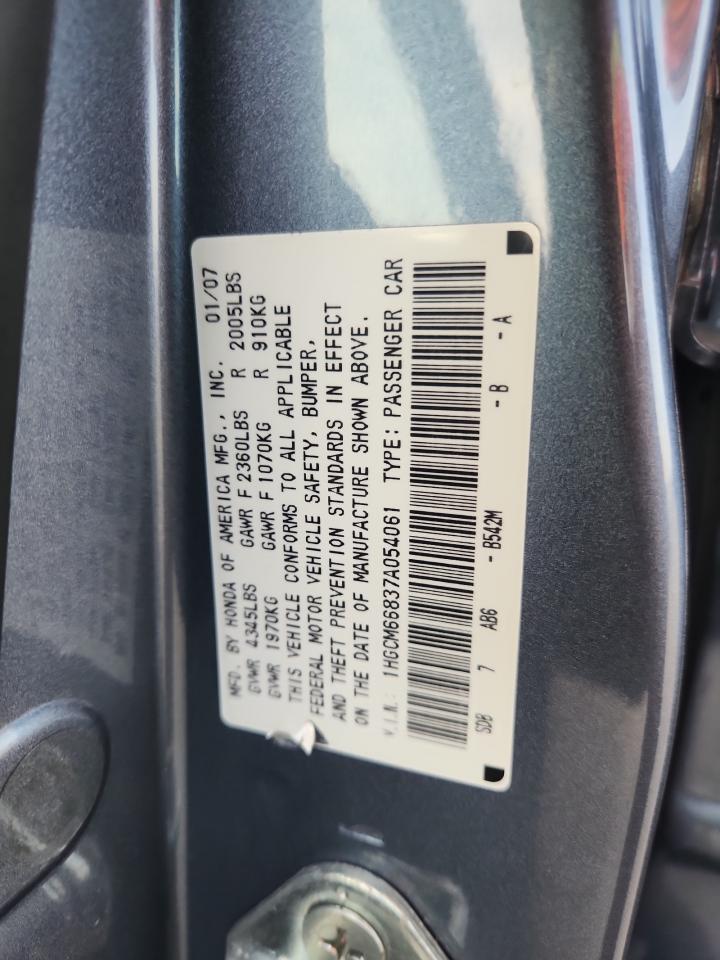 MFD. BY HONDA OF AMERICA MFG., INC. 01/07
GVWR 4345LBS GAWR F 2360LBS R 2005LBS
GVWR 1970KG GAWR F 1070KG R 910KG
THIS VEHICLE CONFORMS TO ALL APPLICABLE
FEDERAL MOTOR VEHICLE SAFETY, BUMPER,
AND THEFT PREVENTION STANDARDS IN EFFECT
ON THE DATE OF MANUFACTURE SHOWN ABOVE.
V.I.N.: 1HGCM66837A054061 TYPE: PASSENGER CAR
SDB 7 AB6 - B542M - B - A